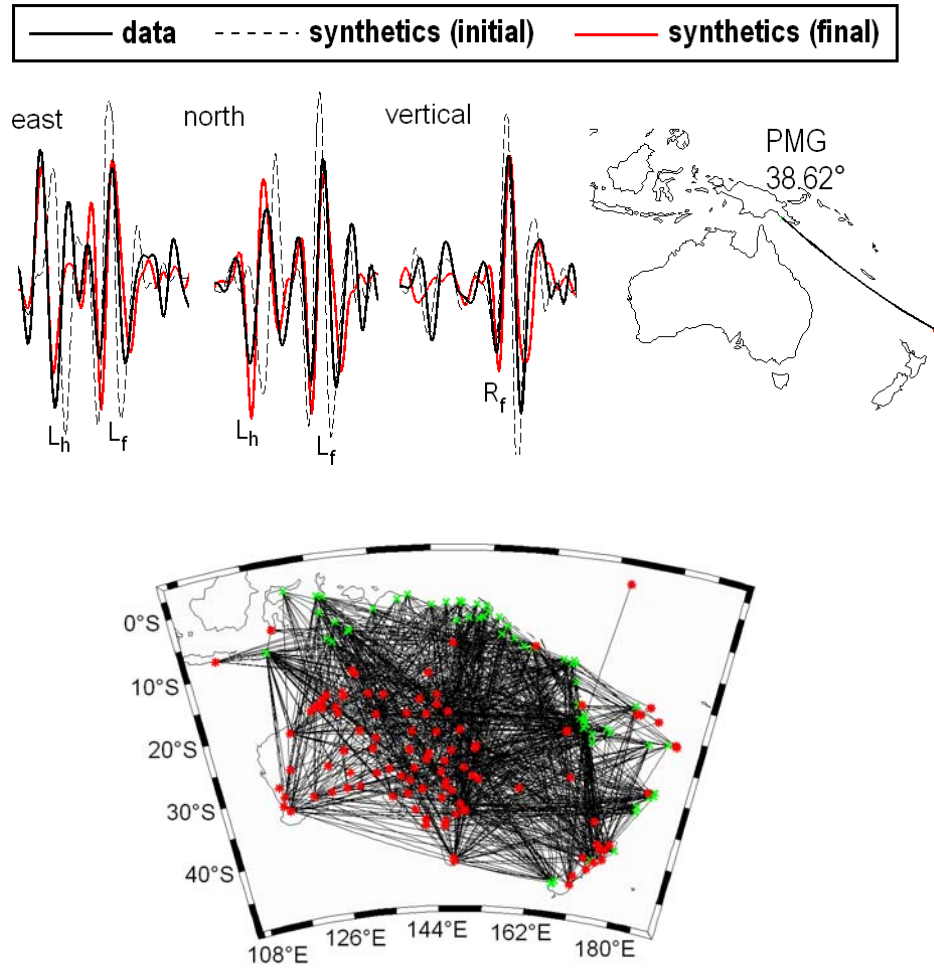 data synthetics (initial) synthetics (final)
east north vertical
PMG
38.62°
L_h L_f L_h L_f R_f
0°S
10°S
20°S
30°S
40°S
108°E 126°E 144°E 162°E 180°E